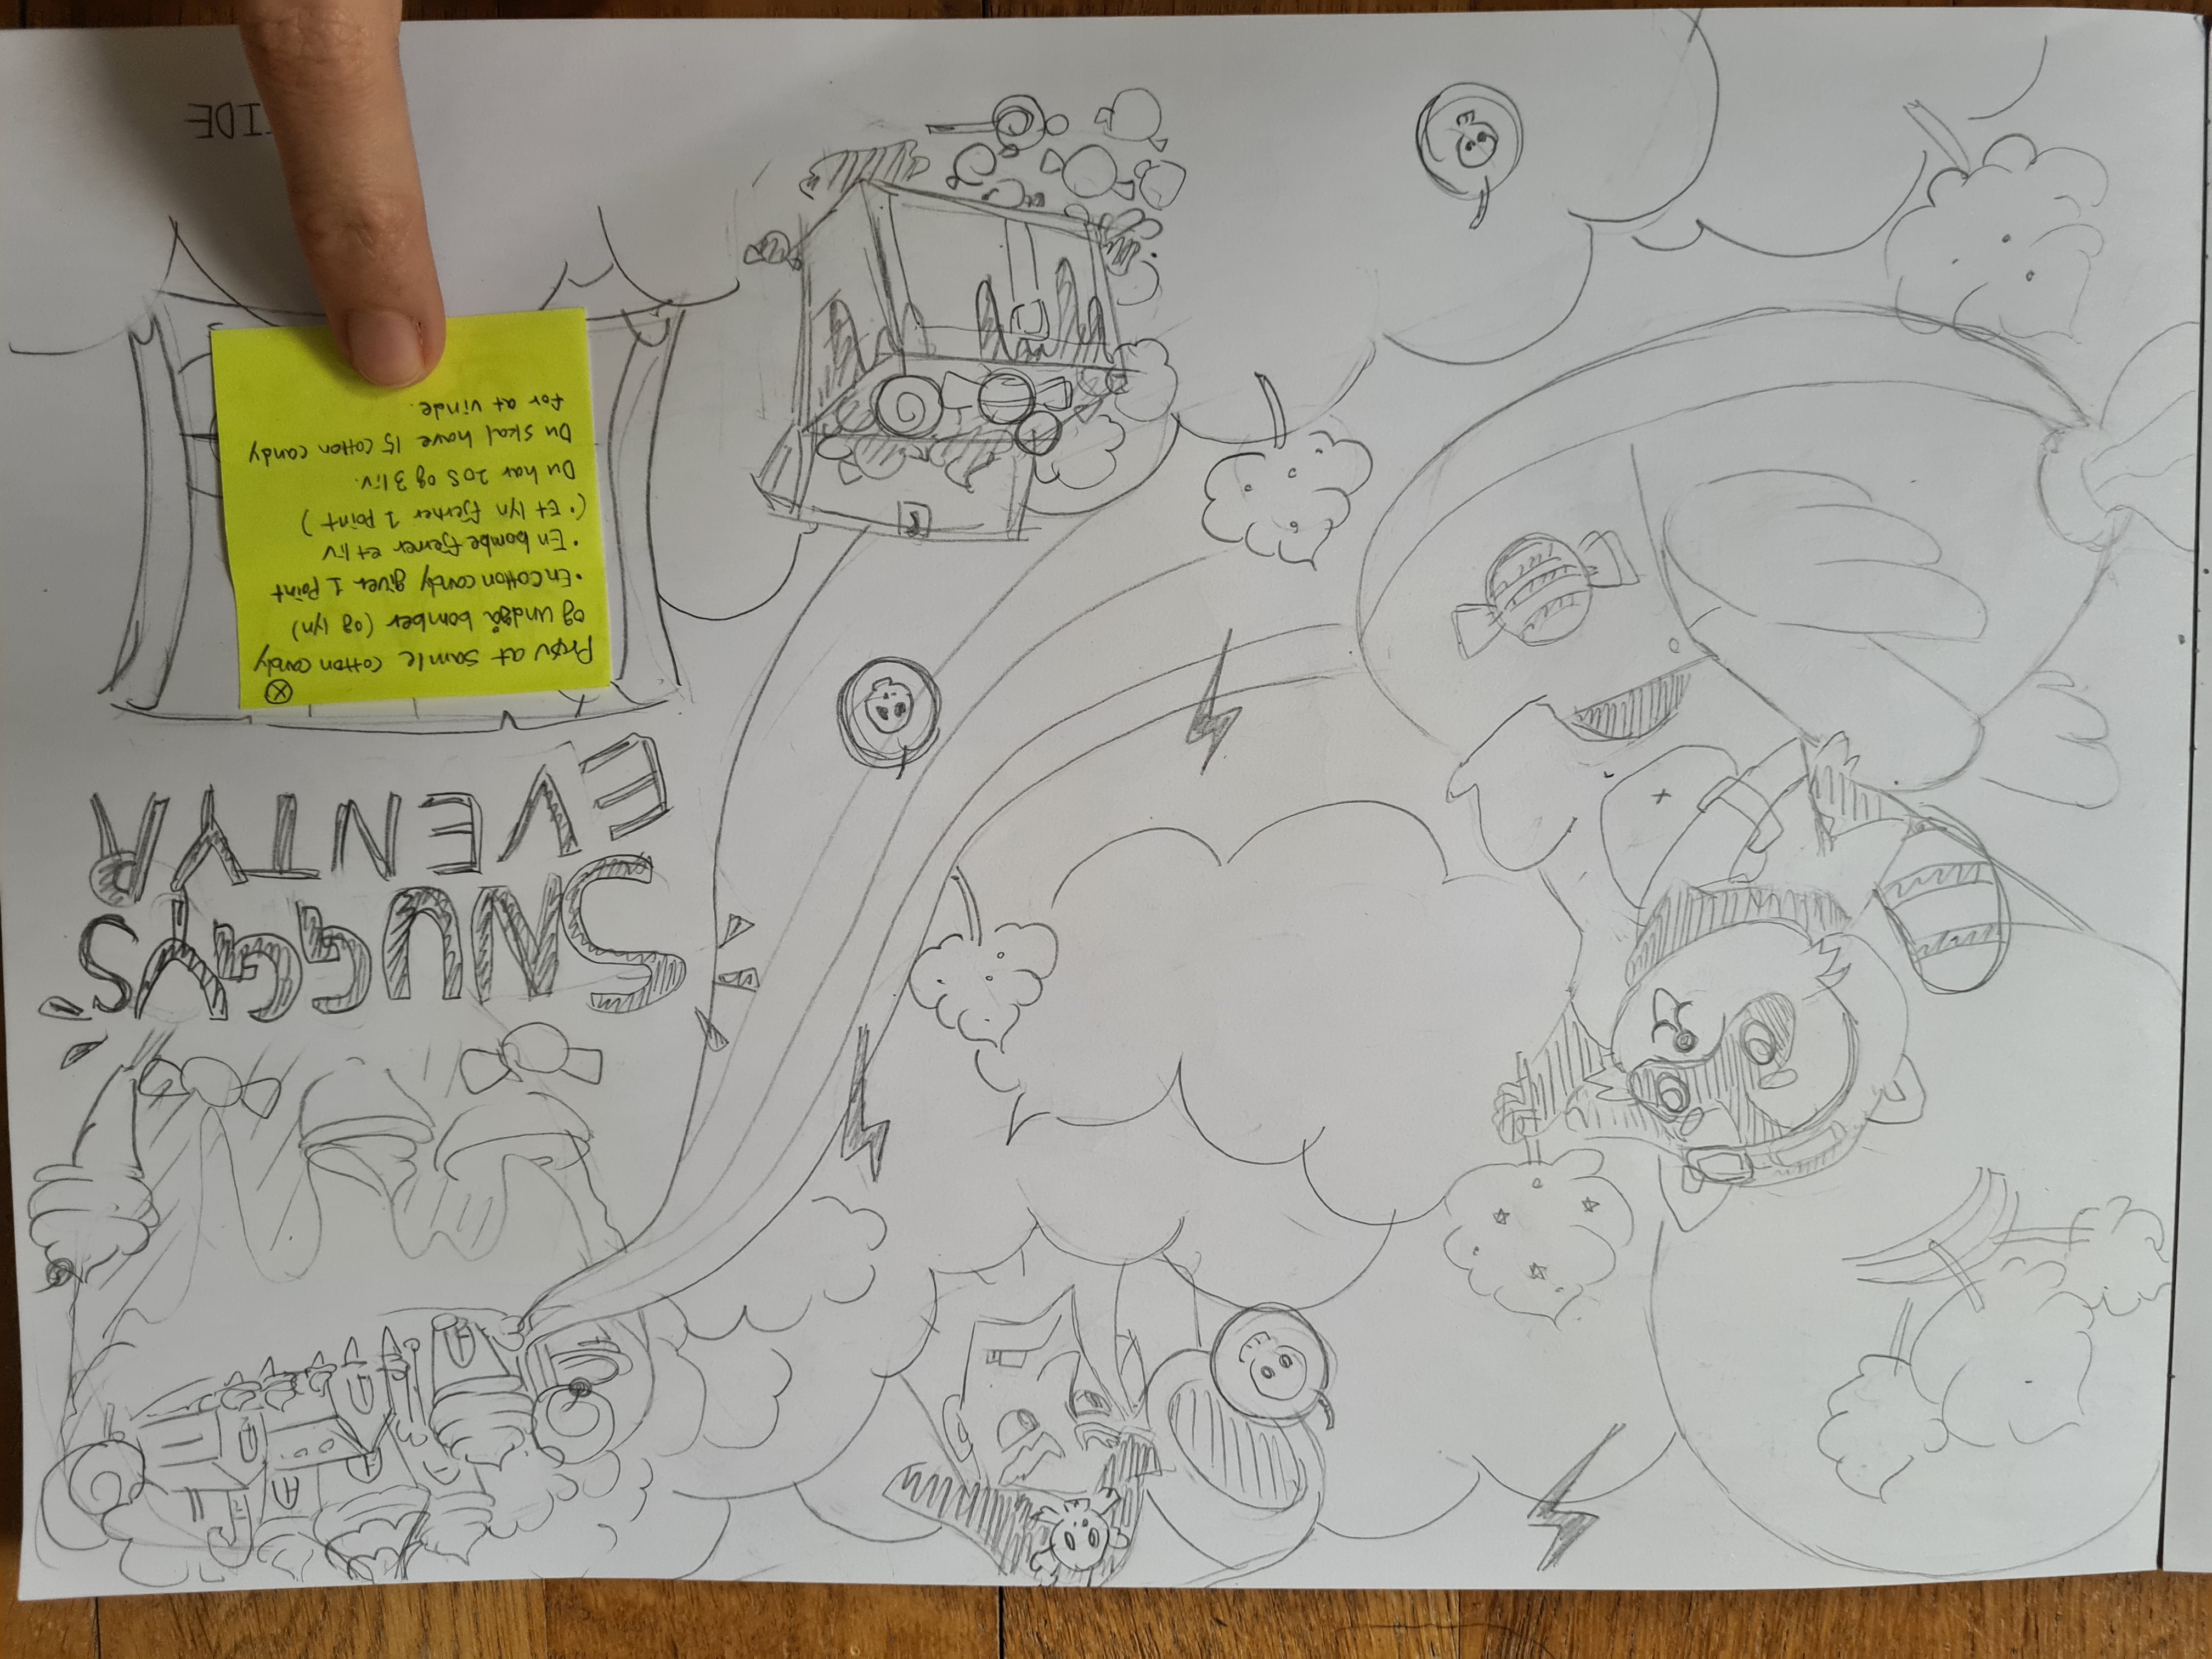 SNUGGYS
EVENTYR
Prøv at samle cotton candy
og undgå bomber (og lyn)
• En cotton candy giver 1 point
• En bombe fjerner et liv
(• Et lyn fjerner 1 point)
Du har 20s og 3 liv.
Du skal have 15 cotton candy
for at vinde.
IDE